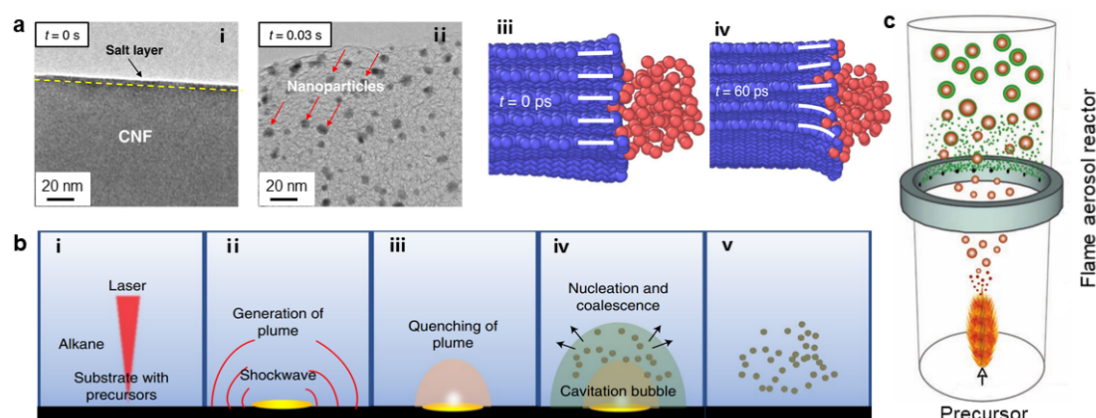 a
t = 0 s
i
Salt layer
CNF
20 nm
t = 0.03 s
ii
Nanoparticles
20 nm
iii
t = 0 ps
iv
t = 60 ps
b
i
Laser
Alkane
Substrate with
precursors
ii
Generation of
plume
Shockwave
iii
Quenching of
plume
iv
Nucleation and
coalescence
Cavitation bubble
v
c
Flame aerosol reactor
Precursor